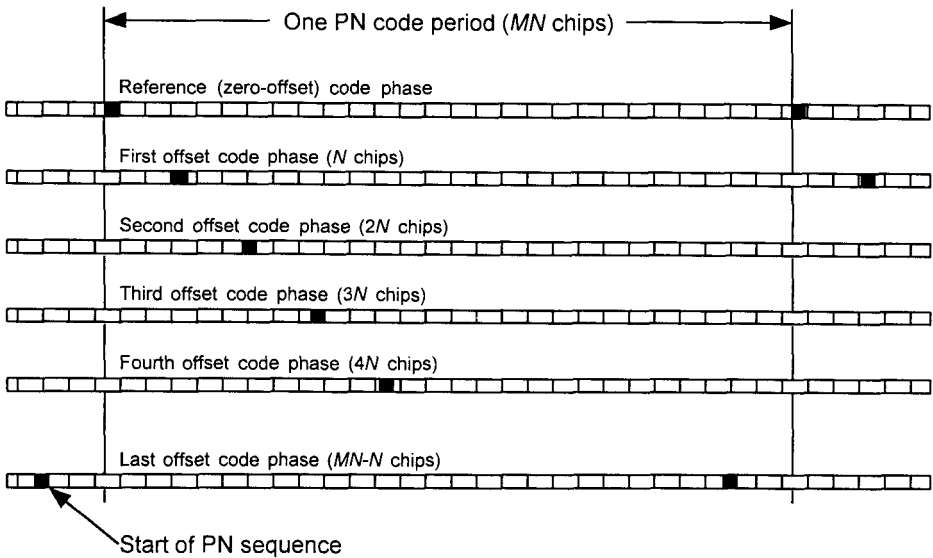 One PN code period (MN chips)
Reference (zero-offset) code phase
First offset code phase (N chips)
Second offset code phase (2N chips)
Third offset code phase (3N chips)
Fourth offset code phase (4N chips)
Last offset code phase (MN-N chips)
Start of PN sequence